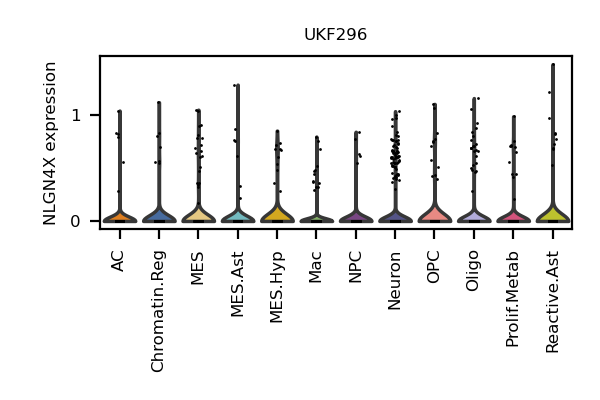 UKF296
NLGN4X expression
1
0
AC
Chromatin.Reg
MES
MES.Ast
MES.Hyp
Mac
NPC
Neuron
OPC
Oligo
Prolif.Metab
Reactive.Ast